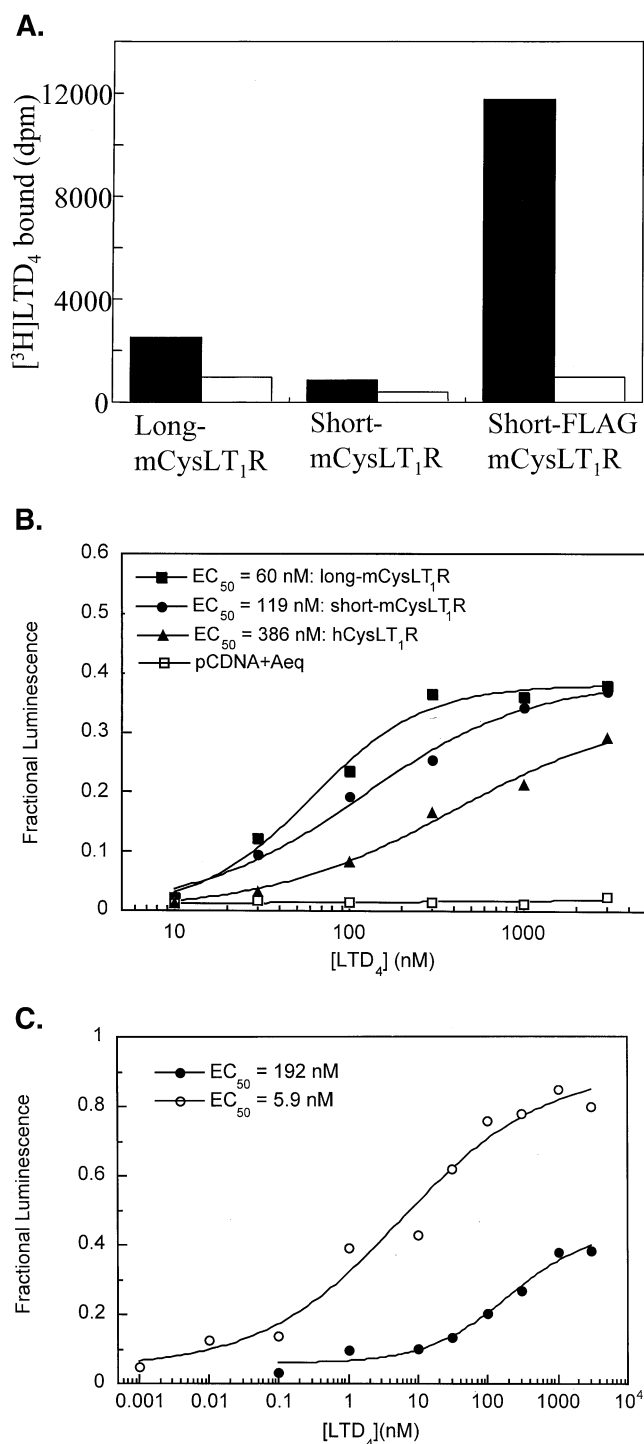 A.
[³H]LTD₄ bound (dpm)
12000
8000
4000
0
Long-
mCysLT₁R
Short-
mCysLT₁R
Short-FLAG
mCysLT₁R
B.
Fractional Luminescence
0.6
0.5
0.4
0.3
0.2
0.1
0
EC₅₀ = 60 nM: long-mCysLT₁R
EC₅₀ = 119 nM: short-mCysLT₁R
EC₅₀ = 386 nM: hCysLT₁R
pCDNA+Aeq
10 100 1000
[LTD₄] (nM)
C.
Fractional Luminescence
1
0.8
0.6
0.4
0.2
0
EC₅₀ = 192 nM
EC₅₀ = 5.9 nM
0.001 0.01 0.1 1 10 100 1000 10⁴
[LTD₄](nM)